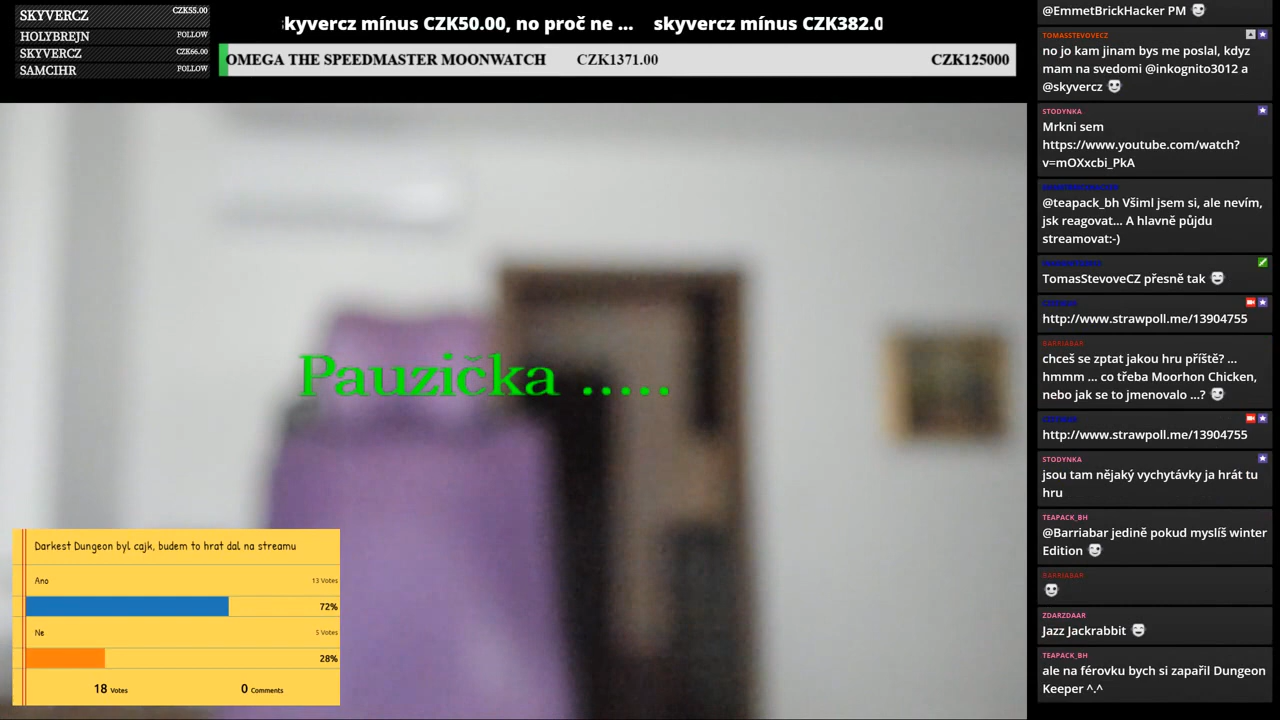 SKYVERCZ CZK55.00
HOLYBREJN FOLLOW
SKYVERCZ CZK66.00
SAMCIHR FOLLOW
skyvercz mínus CZK50.00, no proč ne ... skyvercz mínus CZK382.0
OMEGA THE SPEEDMASTER MOONWATCH CZK1371.00 CZK125000
Pauzička .....
Darkest Dungeon byl cajk, budem to hrat dal na streamu
Ano 13 Votes
72%
Ne 5 Votes
28%
18 Votes 0 Comments
@EmmetBrickHacker PM
TOMASSTEVOVECZ
no jo kam jinam bys me poslal, kdyz
mam na svedomi @inkognito3012 a
@skyvercz
STODYNKA
Mrkni sem
https://www.youtube.com/watch?
v=mOXxcbi_PkA
@teapack_bh Všiml jsem si, ale nevím,
jsk reagovat... A hlavně půjdu
streamovat:-)
TomasStevoveCZ přesně tak
http://www.strawpoll.me/13904755
BARRIABAR
chceš se zptat jakou hru příště? ...
hmmm ... co třeba Moorhon Chicken,
nebo jak se to jmenovalo ...?
http://www.strawpoll.me/13904755
STODYNKA
jsou tam nějaký vychytávky ja hrát tu
hru
TEAPACK_BH
@Barriabar jedině pokud myslíš winter
Edition
BARRIABAR
ZDARZDAAR
Jazz Jackrabbit
TEAPACK_BH
ale na férovku bych si zapařil Dungeon
Keeper ^.^